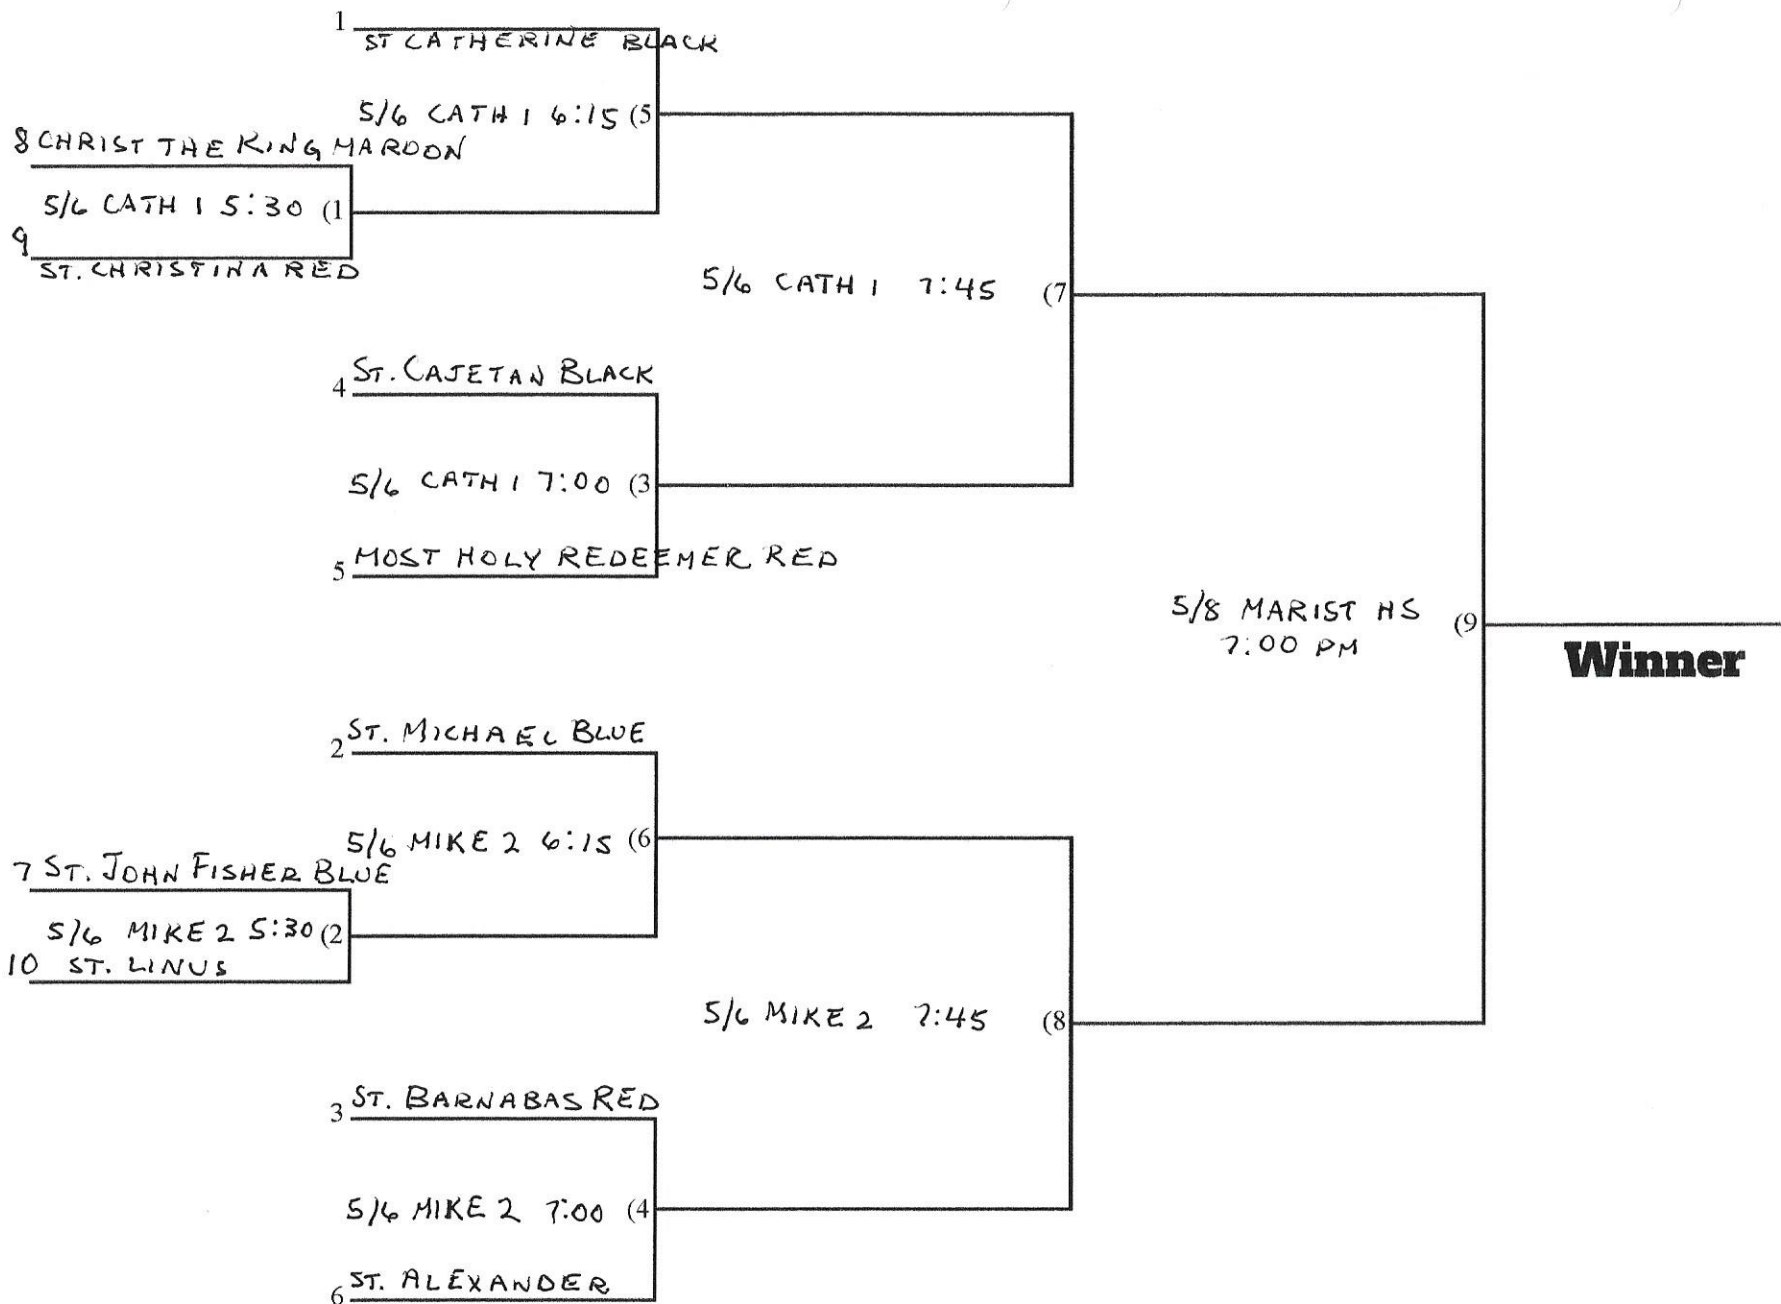 1
ST CATHERINE BLACK
5/6 CATH 1 6:15 (5
8 CHRIST THE KING MAROON
5/6 CATH 1 5:30 (1
9
ST. CHRISTINA RED
5/6 CATH 1 7:45 (7
4 ST. CAJETAN BLACK
5/6 CATH 1 7:00 (3
5 MOST HOLY REDEEMER RED
5/8 MARIST HS (9
7:00 PM
Winner
2 ST. MICHAEL BLUE
5/6 MIKE 2 6:15 (6
7 ST. JOHN FISHER BLUE
5/6 MIKE 2 5:30 (2
10 ST. LINUS
5/6 MIKE 2 7:45 (8
3 ST. BARNABAS RED
5/6 MIKE 2 7:00 (4
6 ST. ALEXANDER